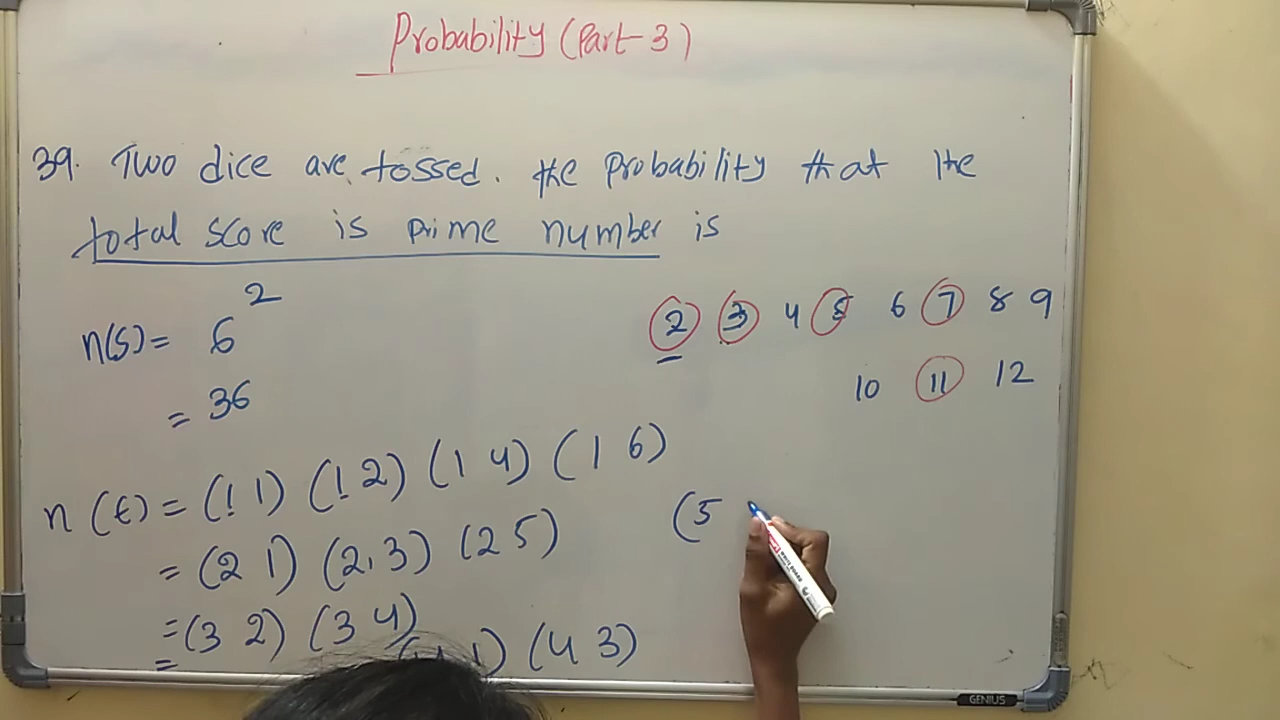 Probability (Part-3)
39. Two dice are tossed. the Probability that the
total score is prime number is
n(S) = 6²
= 36
2 3 4 5 6 7 8 9
10 11 12
n(E) = (1 1) (1 2) (1 4) (1 6)
= (2 1) (2,3) (2 5)
(5
= (3 2) (3 4)
= 1) (4 3)
GENIUS